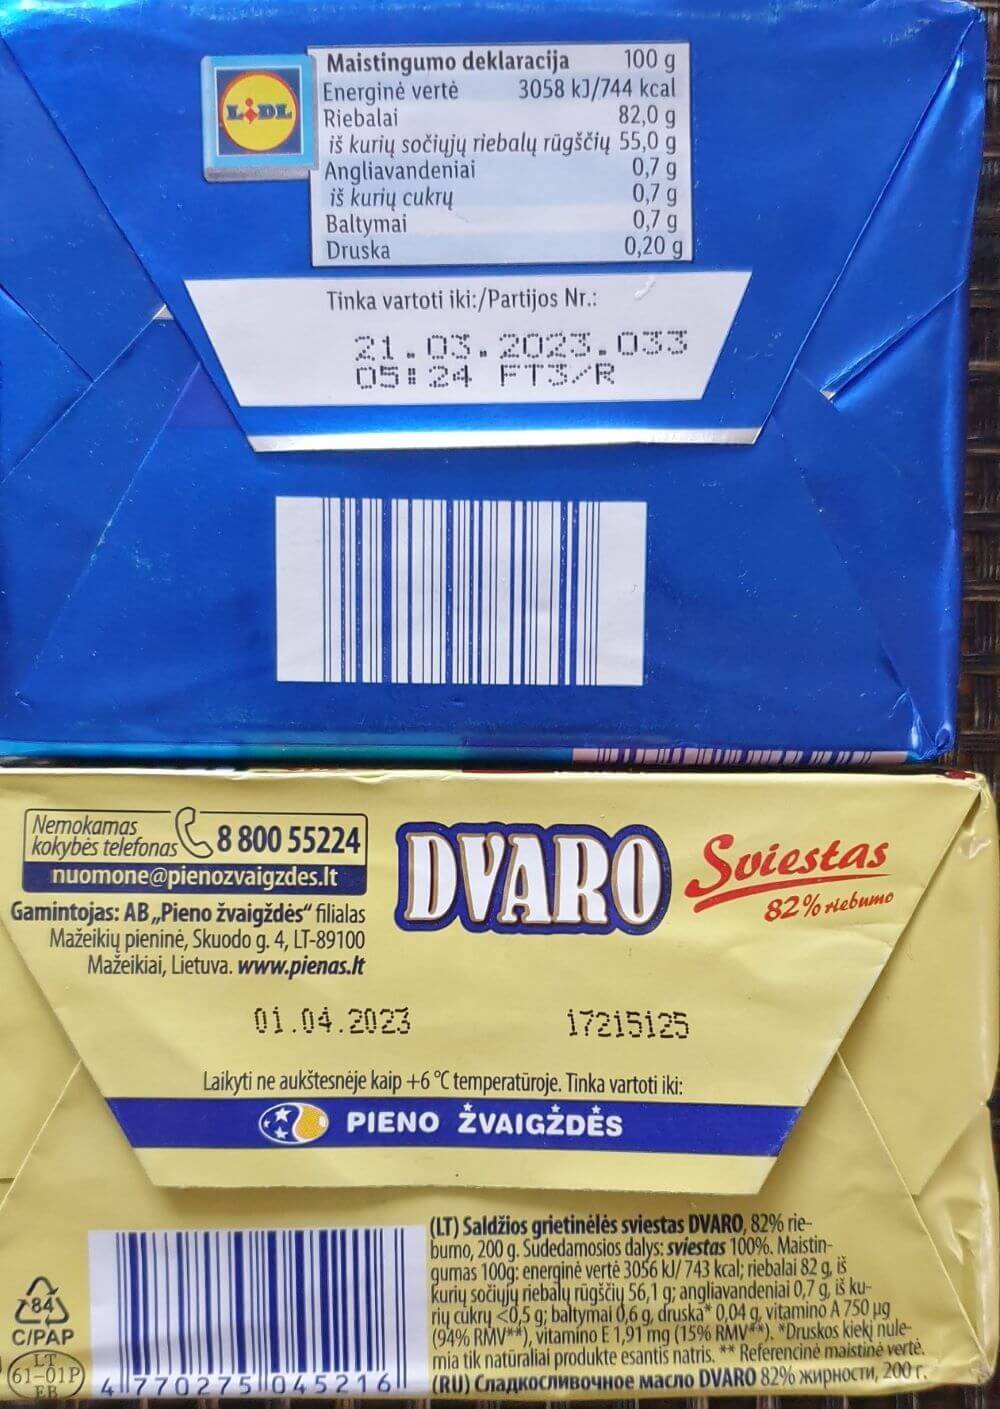 LIDL
Maistingumo deklaracija 100 g
Energinė vertė 3058 kJ/744 kcal
Riebalai 82,0 g
iš kurių sočiųjų riebalų rūgščių 55,0 g
Angliavandeniai 0,7 g
iš kurių cukrų 0,7 g
Baltymai 0,7 g
Druska 0,20 g
Tinka vartoti iki:/Partijos Nr.:
21.03.2023.033
05:24 FT3/R
Nemokamas
kokybės telefonas 8 800 55224
nuomone@pienozvaigzdes.lt
Gamintojas: AB „Pieno žvaigždės“ filialas
Mažeikių pieninė, Skuodo g. 4, LT-89100
Mažeikiai, Lietuva. www.pienas.lt
DVARO Sviestas
82% riebumo
01.04.2023 17215125
Laikyti ne aukštesnėje kaip +6 °C temperatūroje. Tinka vartoti iki:
PIENO ŽVAIGŽDĖS
(LT) Saldžios grietinėlės sviestas DVARO, 82% rie-
bumo, 200 g. Sudedamosios dalys: sviestas 100%. Maistin-
gumas 100g: energinė vertė 3056 kJ/ 743 kcal; riebalai 82 g, iš
kurių sočiųjų riebalų rūgščių 56,1 g; angliavandeniai 0,7 g, iš ku-
rių cukrų <0,5 g; baltymai 0,6 g, druska* 0,04 g, vitamino A 750 µg
(94% RMV**), vitamino E 1,91 mg (15% RMV**). *Druskos kiekį nule-
mia tik natūraliai produkte esantis natris. ** Referencinė maistinė vertė.
(RU) Сладкосливочное масло DVARO 82% жирности, 200 г.
84
C/PAP
LT
61-01P
EB
4 770275 045216